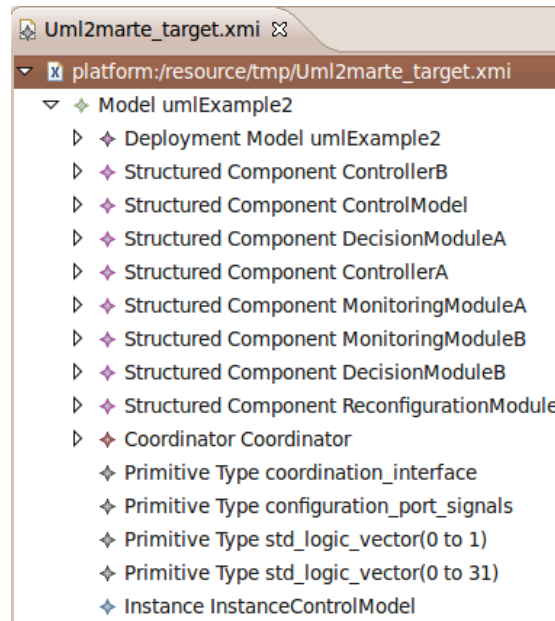 Uml2marte_target.xmi
platform:/resource/tmp/Uml2marte_target.xmi
Model umlExample2
Deployment Model umlExample2
Structured Component ControllerB
Structured Component ControlModel
Structured Component DecisionModuleA
Structured Component ControllerA
Structured Component MonitoringModuleA
Structured Component MonitoringModuleB
Structured Component DecisionModuleB
Structured Component ReconfigurationModule
Coordinator Coordinator
Primitive Type coordination_interface
Primitive Type configuration_port_signals
Primitive Type std_logic_vector(0 to 1)
Primitive Type std_logic_vector(0 to 31)
Instance InstanceControlModel